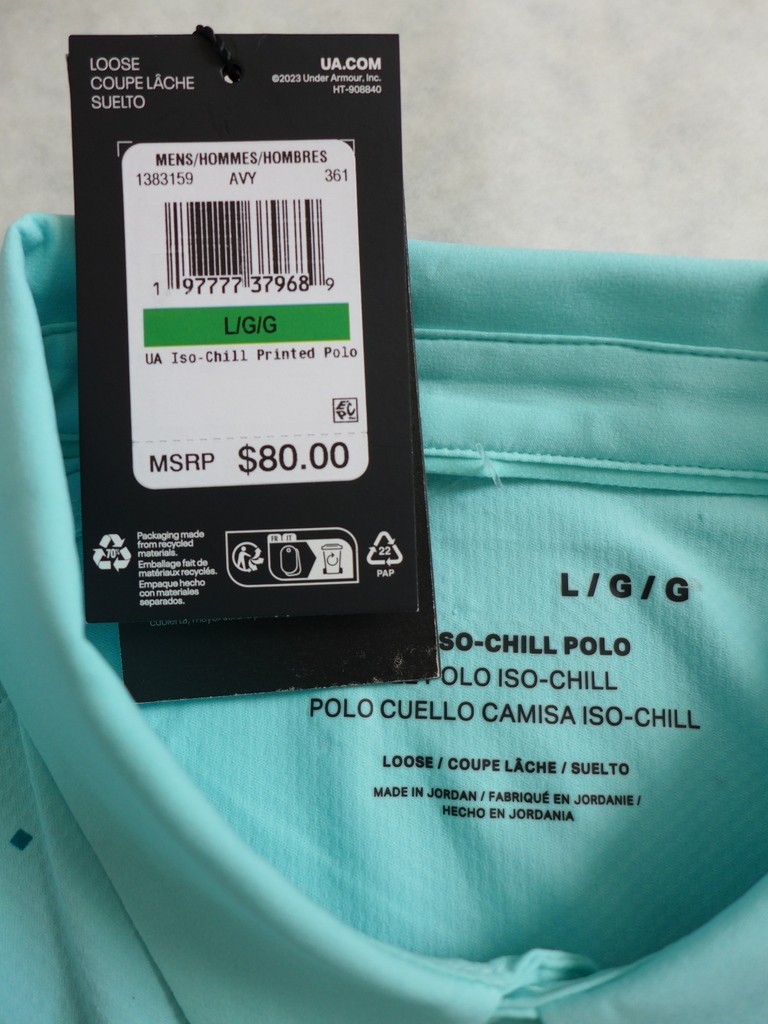 LOOSE
COUPE LÂCHE
SUELTO
UA.COM
©2023 Under Armour, Inc.
HT-908840
MENS/HOMMES/HOMBRES
1383159 AVY 361
1 97777 37968 9
L/G/G
UA Iso-Chill Printed Polo
MSRP $80.00
70%
Packaging made
from recycled
materials.
Emballage fait de
matériaux recyclés.
Empaque hecho
con materiales
separados.
FR IT
22
PAP
L / G / G
SO-CHILL POLO
POLO ISO-CHILL
POLO CUELLO CAMISA ISO-CHILL
LOOSE / COUPE LÂCHE / SUELTO
MADE IN JORDAN / FABRIQUÉ EN JORDANIE /
HECHO EN JORDANIA